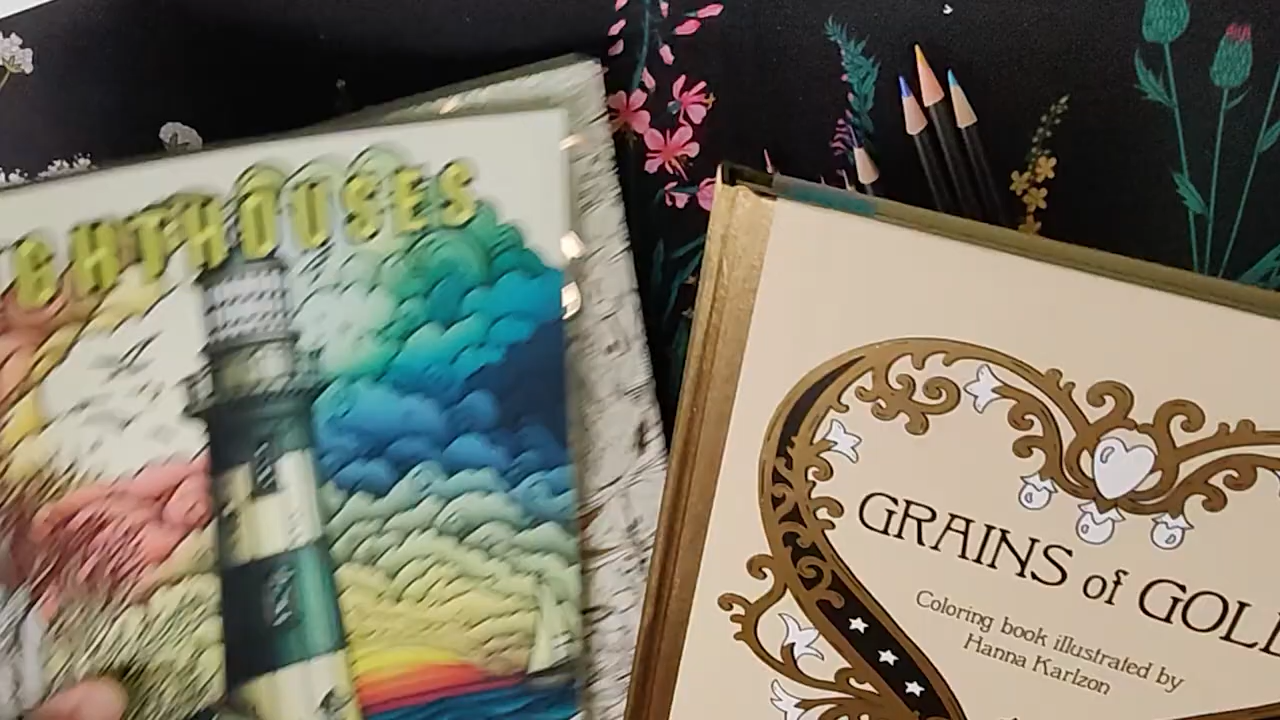 GHTHOUSES
GRAINS of GOL
Coloring book illustrated by
Hanna Karlzon